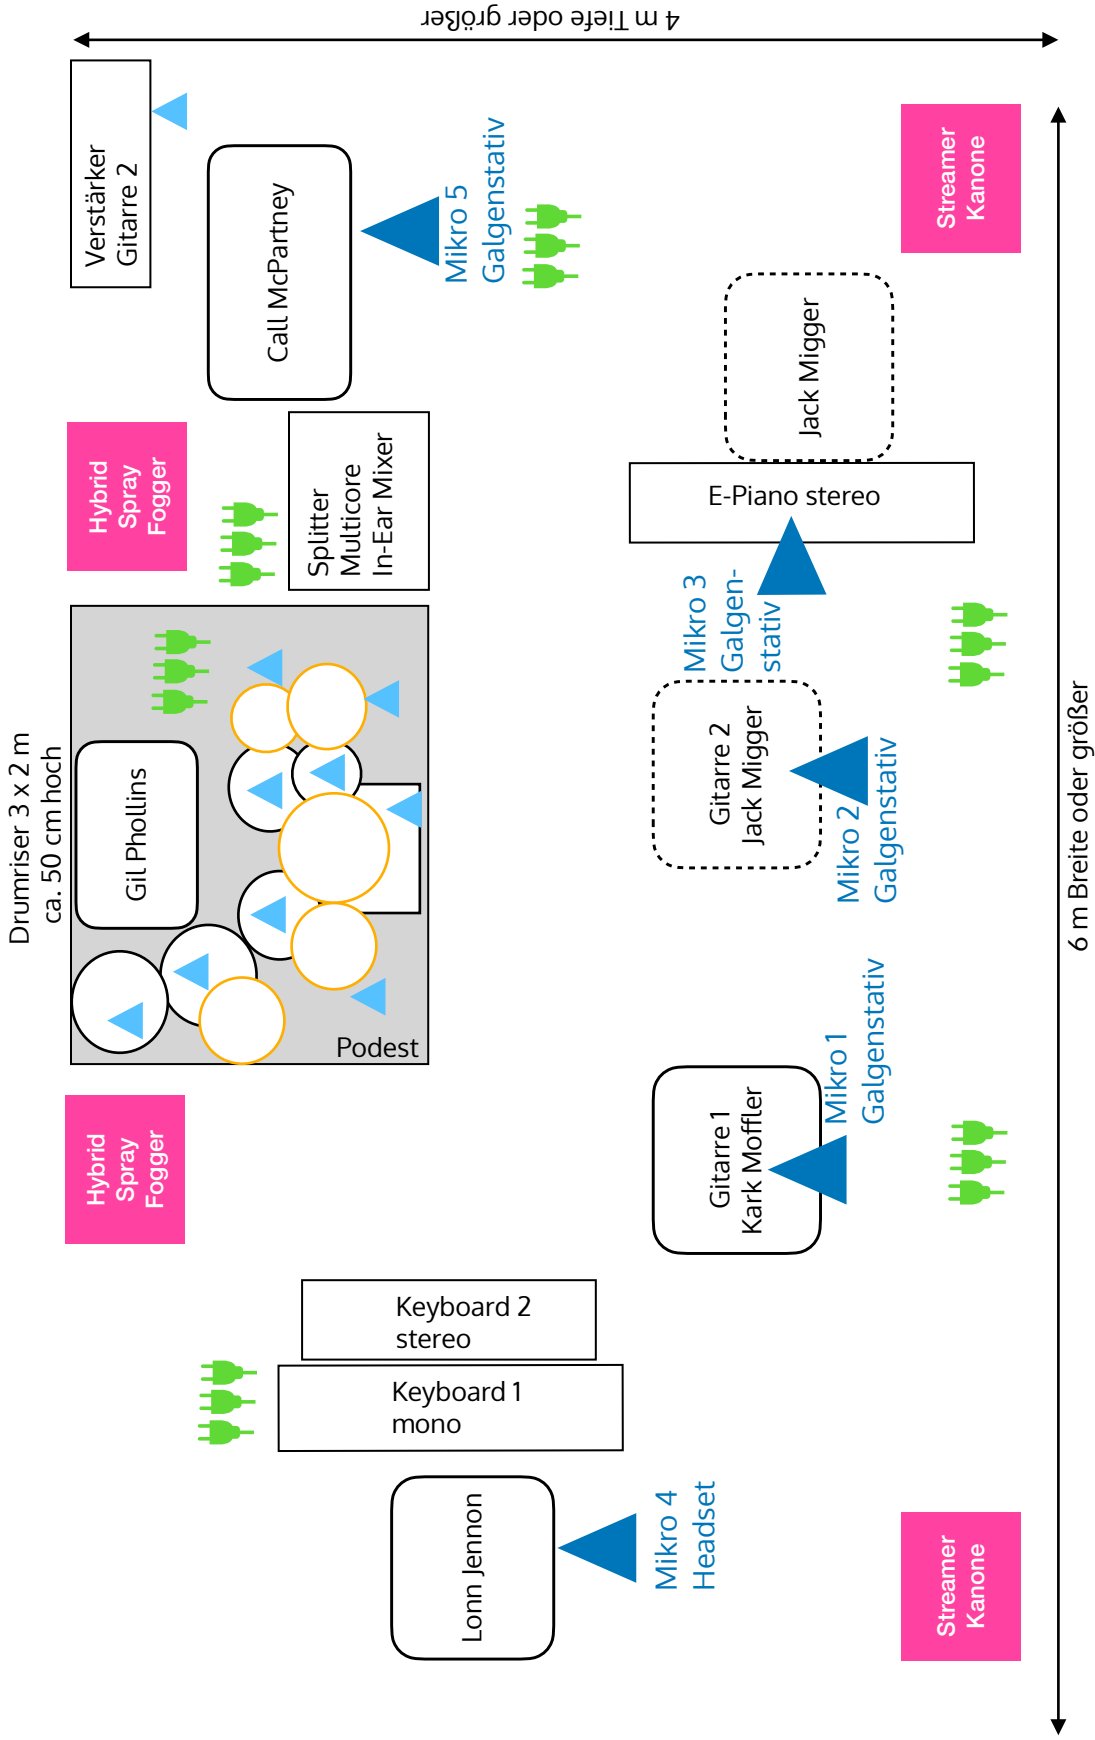 4 m Tiefe oder größer
Verstärker
Gitarre 2
Call McPartney
Mikro 5
Galgenstativ
Streamer
Kanone
Hybrid
Spray
Fogger
Splitter
Multicore
In-Ear Mixer
Jack Migger
E-Piano stereo
Mikro 3
Galgen-
stativ
Drumriser 3 x 2 m
ca. 50 cm hoch
Gil Phollins
Podest
Gitarre 2
Jack Migger
Mikro 2
Galgenstativ
6 m Breite oder größer
Hybrid
Spray
Fogger
Gitarre 1
Kark Moffler
Mikro1
Galgenstativ
Keyboard 2
stereo
Keyboard 1
mono
Lonn Jennon
Mikro 4
Headset
Streamer
Kanone